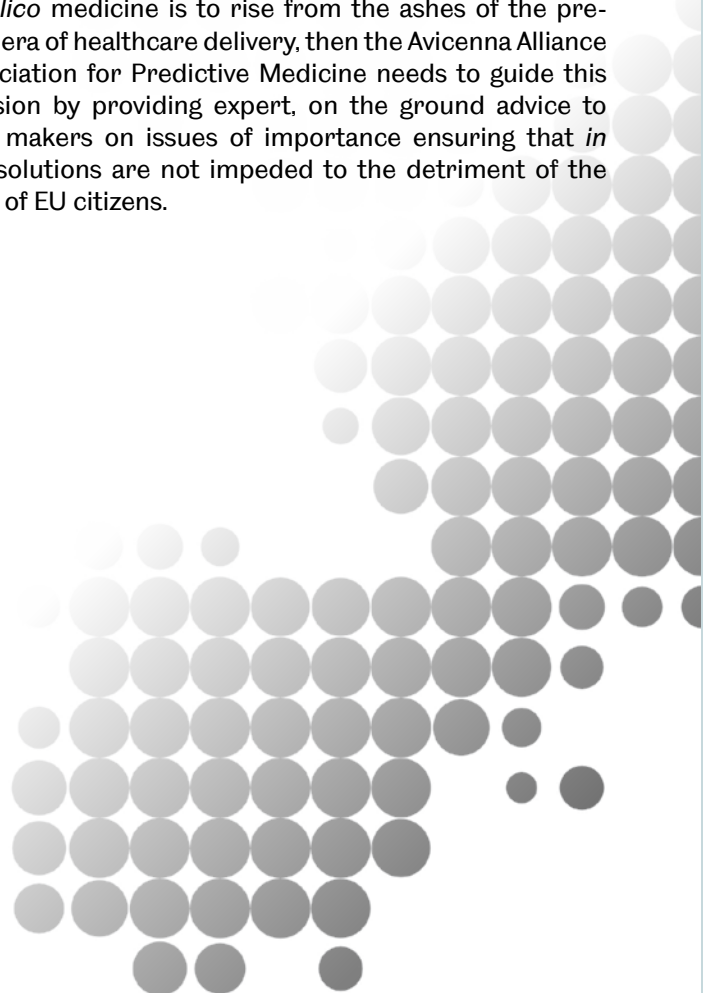 lico medicine is to rise from the ashes of the pre-
era of healthcare delivery, then the Avicenna Alliance
ciation for Predictive Medicine needs to guide this
sion by providing expert, on the ground advice to
makers on issues of importance ensuring that in
solutions are not impeded to the detriment of the
of EU citizens.